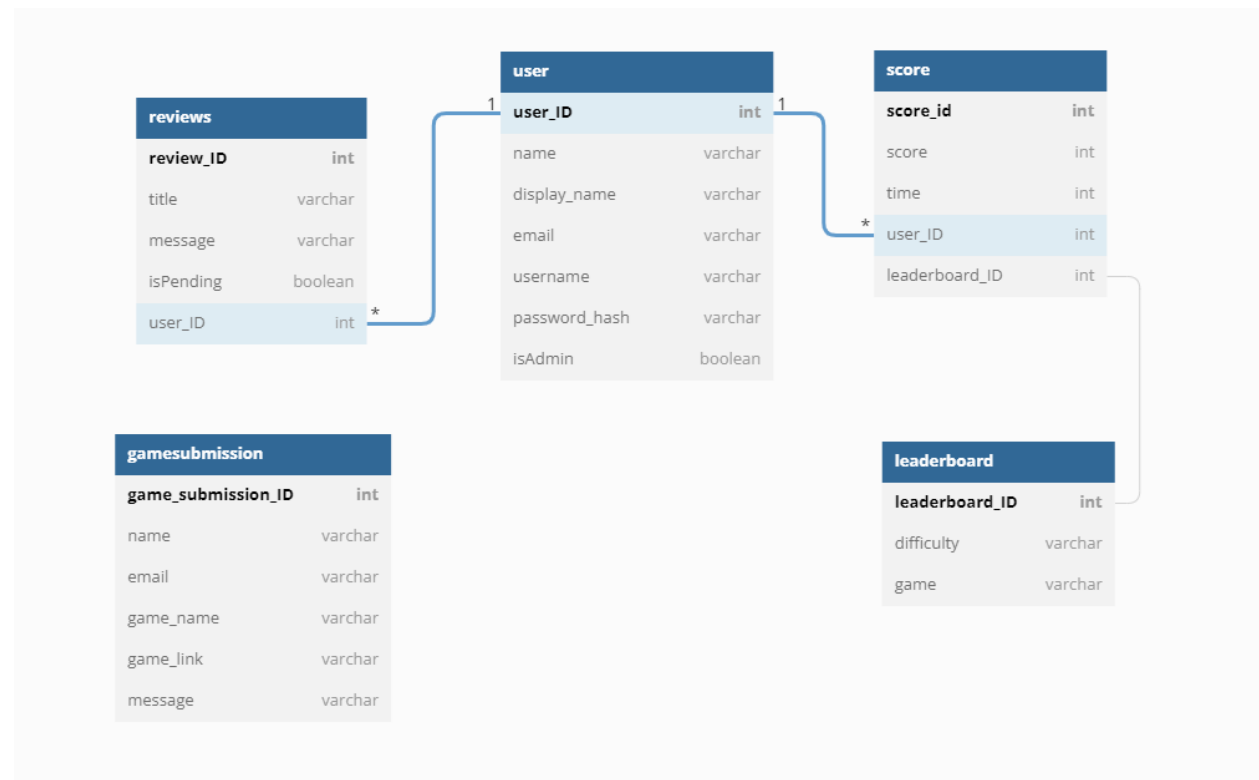 reviews
review_ID int
title varchar
message varchar
isPending boolean
user_ID int
*
1
user
user_ID int
name varchar
display_name varchar
email varchar
username varchar
password_hash varchar
isAdmin boolean
1
*
score
score_id int
score int
time int
user_ID int
leaderboard_ID int
gamesubmission
game_submission_ID int
name varchar
email varchar
game_name varchar
game_link varchar
message varchar
leaderboard
leaderboard_ID int
difficulty varchar
game varchar